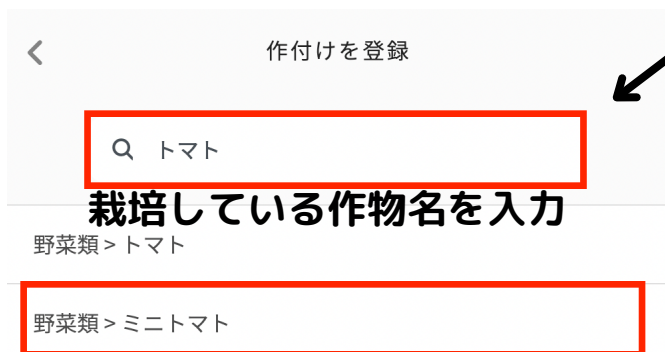 作付けを登録
トマト
栽培している作物名を入力
野菜類 > トマト
野菜類 > ミニトマト